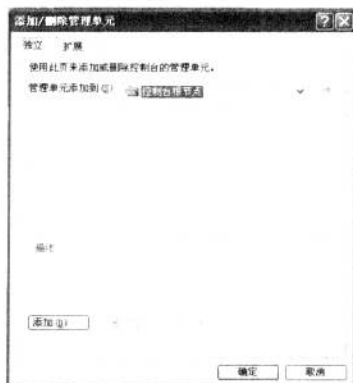 添加/删除管理单元
独立 扩展
使用此页来添加或删除控制台的管理单元。
管理单元添加到(S) 控制台根节点
描述
添加(D)
确定 取消